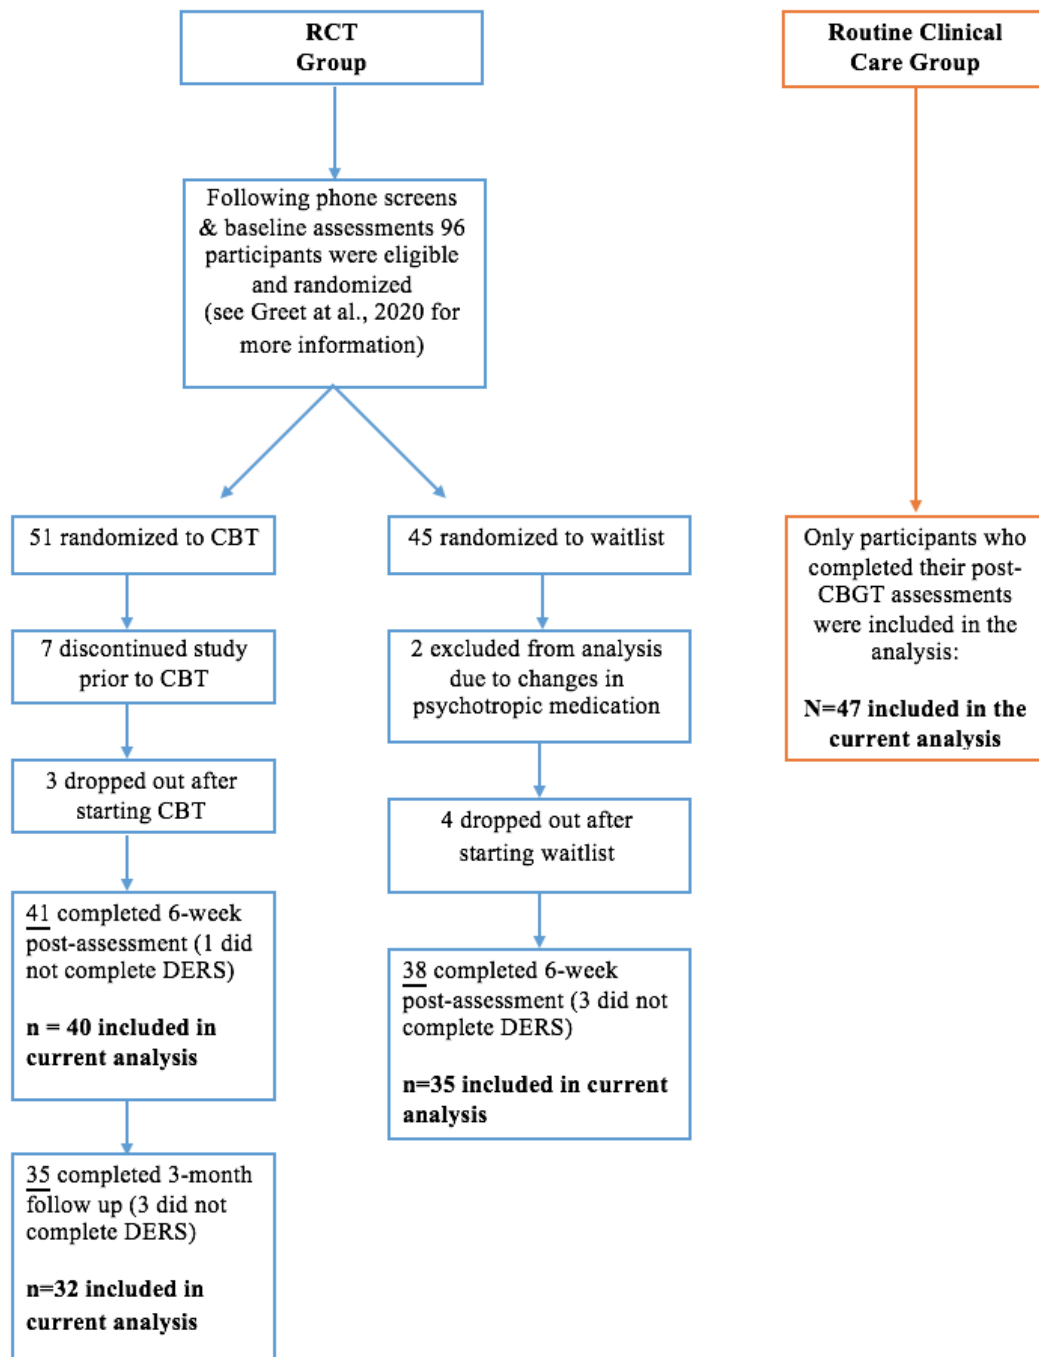 RCT
Group
Routine Clinical
Care Group
Following phone screens
& baseline assessments 96
participants were eligible
and randomized
(see Greet at al., 2020 for
more information)
51 randomized to CBT
45 randomized to waitlist
Only participants who
completed their post-
CBGT assessments
were included in the
analysis:
N=47 included in the
current analysis
7 discontinued study
prior to CBT
2 excluded from analysis
due to changes in
psychotropic medication
3 dropped out after
starting CBT
4 dropped out after
starting waitlist
41 completed 6-week
post-assessment (1 did
not complete DERS)
n = 40 included in
current analysis
38 completed 6-week
post-assessment (3 did not
complete DERS)
n=35 included in current
analysis
35 completed 3-month
follow up (3 did not
complete DERS)
n=32 included in
current analysis